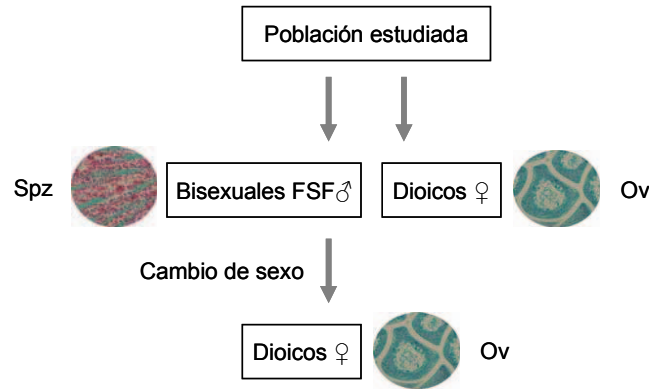 Población estudiada
Spz
Bisexuales FSF♂
Dioicos ♀
Ov
Cambio de sexo
Dioicos ♀
Ov